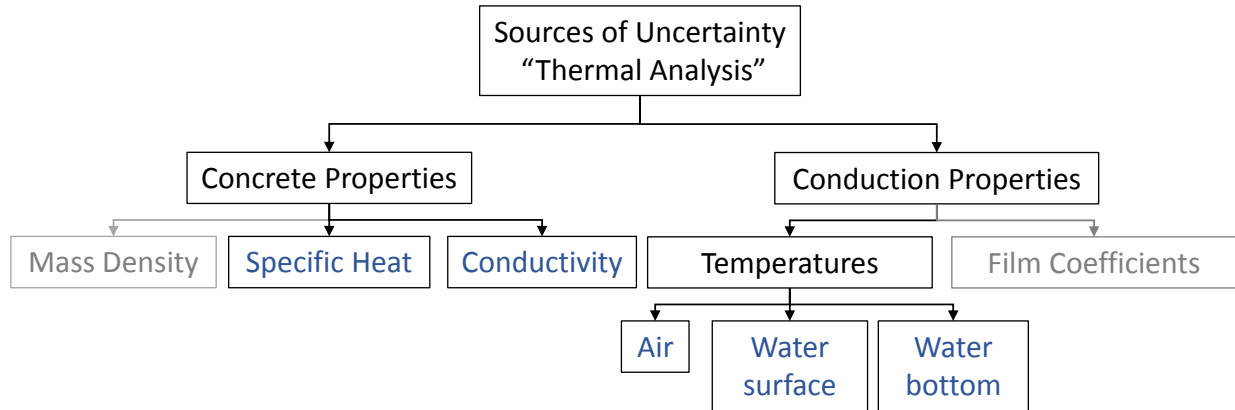 Sources of Uncertainty
“Thermal Analysis”
Concrete Properties
Conduction Properties
Mass Density
Specific Heat
Conductivity
Temperatures
Film Coefficients
Air
Water
surface
Water
bottom